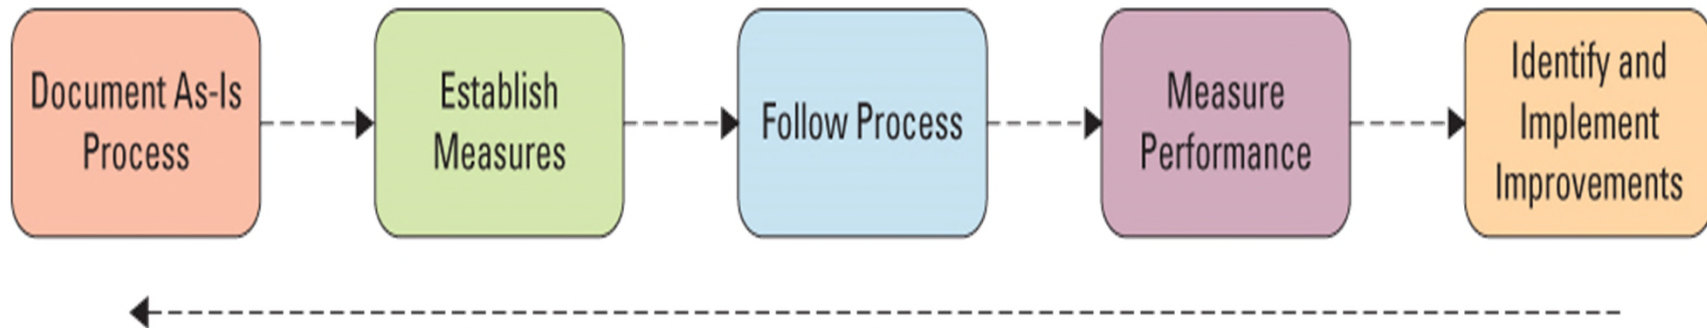 Document As-Is
Process
Establish
Measures
Follow Process
Measure
Performance
Identify and
Implement
Improvements